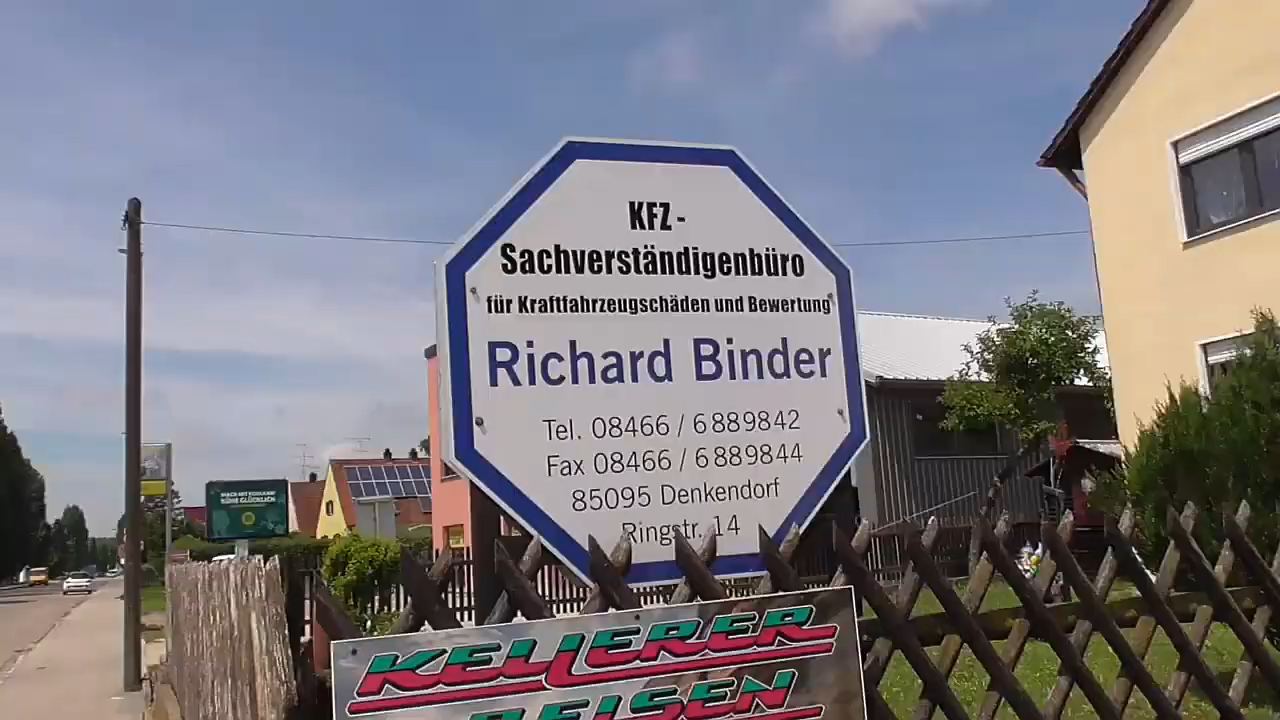 KFZ -
Sachverständigenbüro
für Kraftfahrzeugschäden und Bewertung
Richard Binder
Tel. 08466 / 6889842
Fax 08466 / 6889844
85095 Denkendorf
Ringstr. 14
KELLERER
REISEN